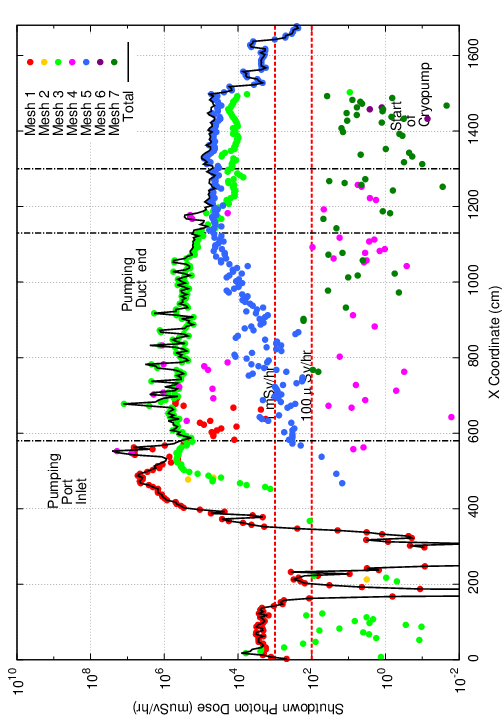 Shutdown Photon Dose (muSv/hr)
10^10
10^8
10^6
10^4
10^2
10^0
10^-2
0
200
400
600
800
1000
1200
1400
1600
X Coordinate (cm)
Pumping
Port
Inlet
Pumping
Duct end
mSv/hr
100 μ Sv/hr
Start
of
Cryopump
Mesh 1
Mesh 2
Mesh 3
Mesh 4
Mesh 5
Mesh 6
Mesh 7
Total